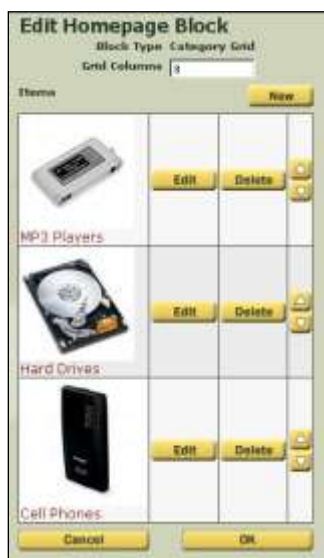 Edit Homepage Block
Block Type Category Grid
Grid Columns 3
Items New
Edit Delete
MP3 Players
Edit Delete
Hard Drives
Edit Delete
Cell Phones
Cancel OK